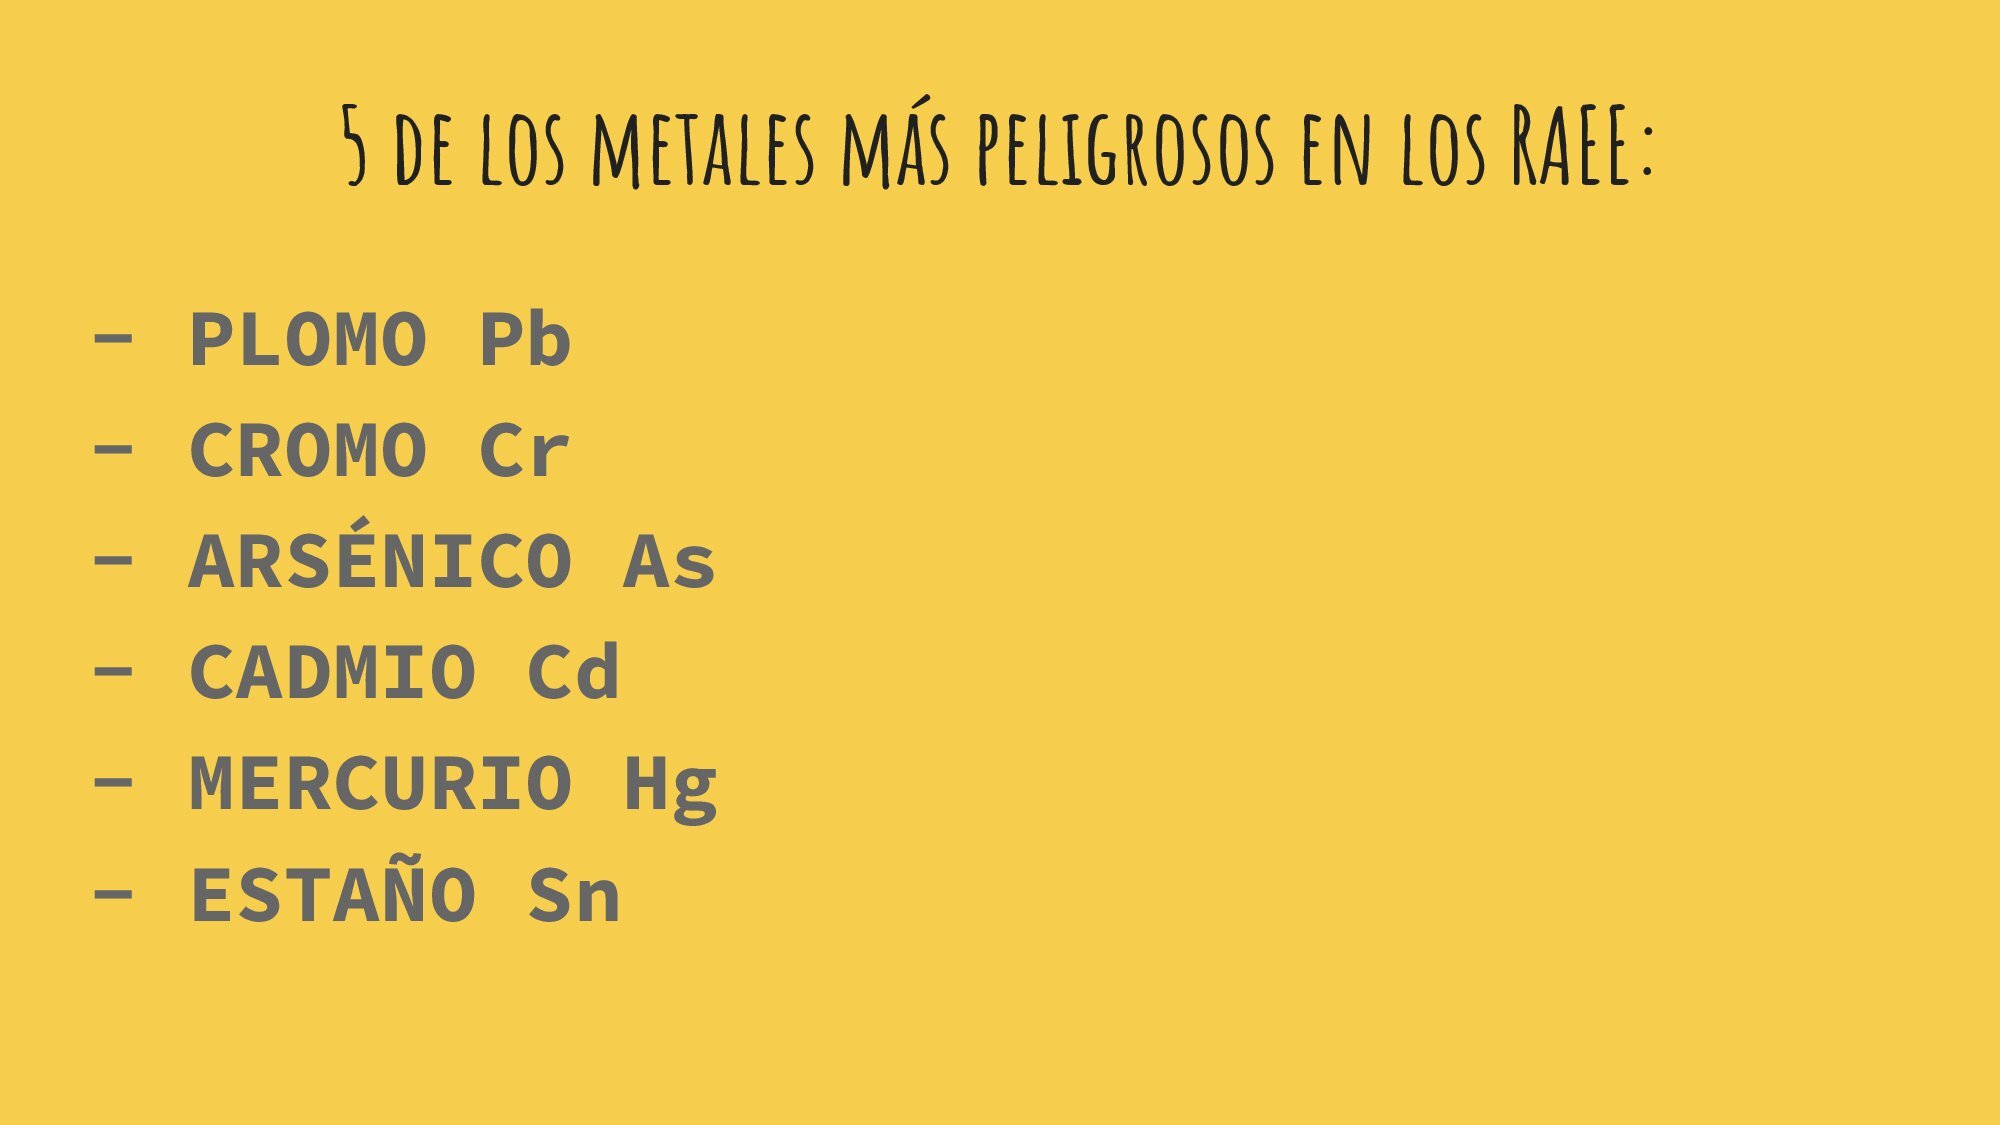 5 DE LOS METALES MÁS PELIGROSOS EN LOS RAEE:
- PLOMO Pb
- CROMO Cr
- ARSÉNICO As
- CADMIO Cd
- MERCURIO Hg
- ESTAÑO Sn